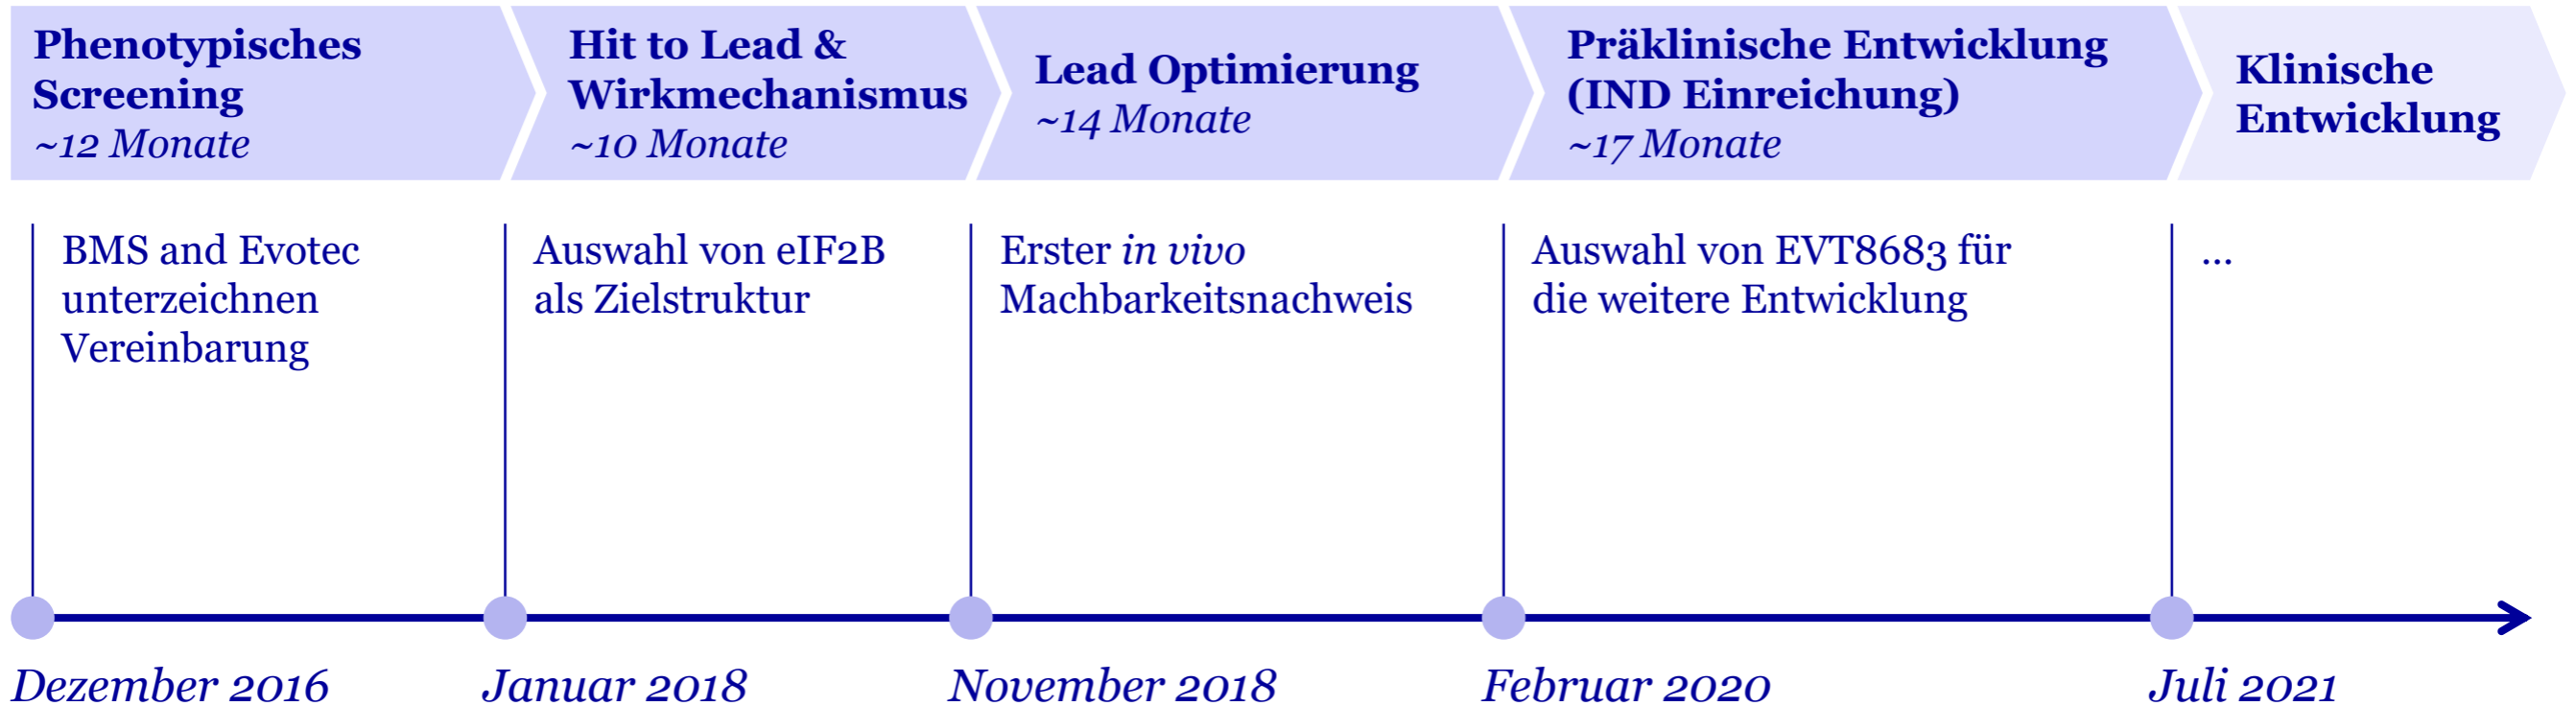 Phenotypisches
Screening
~12 Monate
Hit to Lead &
Wirkmechanismus
~10 Monate
Lead Optimierung
~14 Monate
Präklinische Entwicklung
(IND Einreichung)
~17 Monate
Klinische
Entwicklung
BMS and Evotec
unterzeichnen
Vereinbarung
Auswahl von eIF2B
als Zielstruktur
Erster in vivo
Machbarkeitsnachweis
Auswahl von EVT8683 für
die weitere Entwicklung
...
Dezember 2016
Januar 2018
November 2018
Februar 2020
Juli 2021